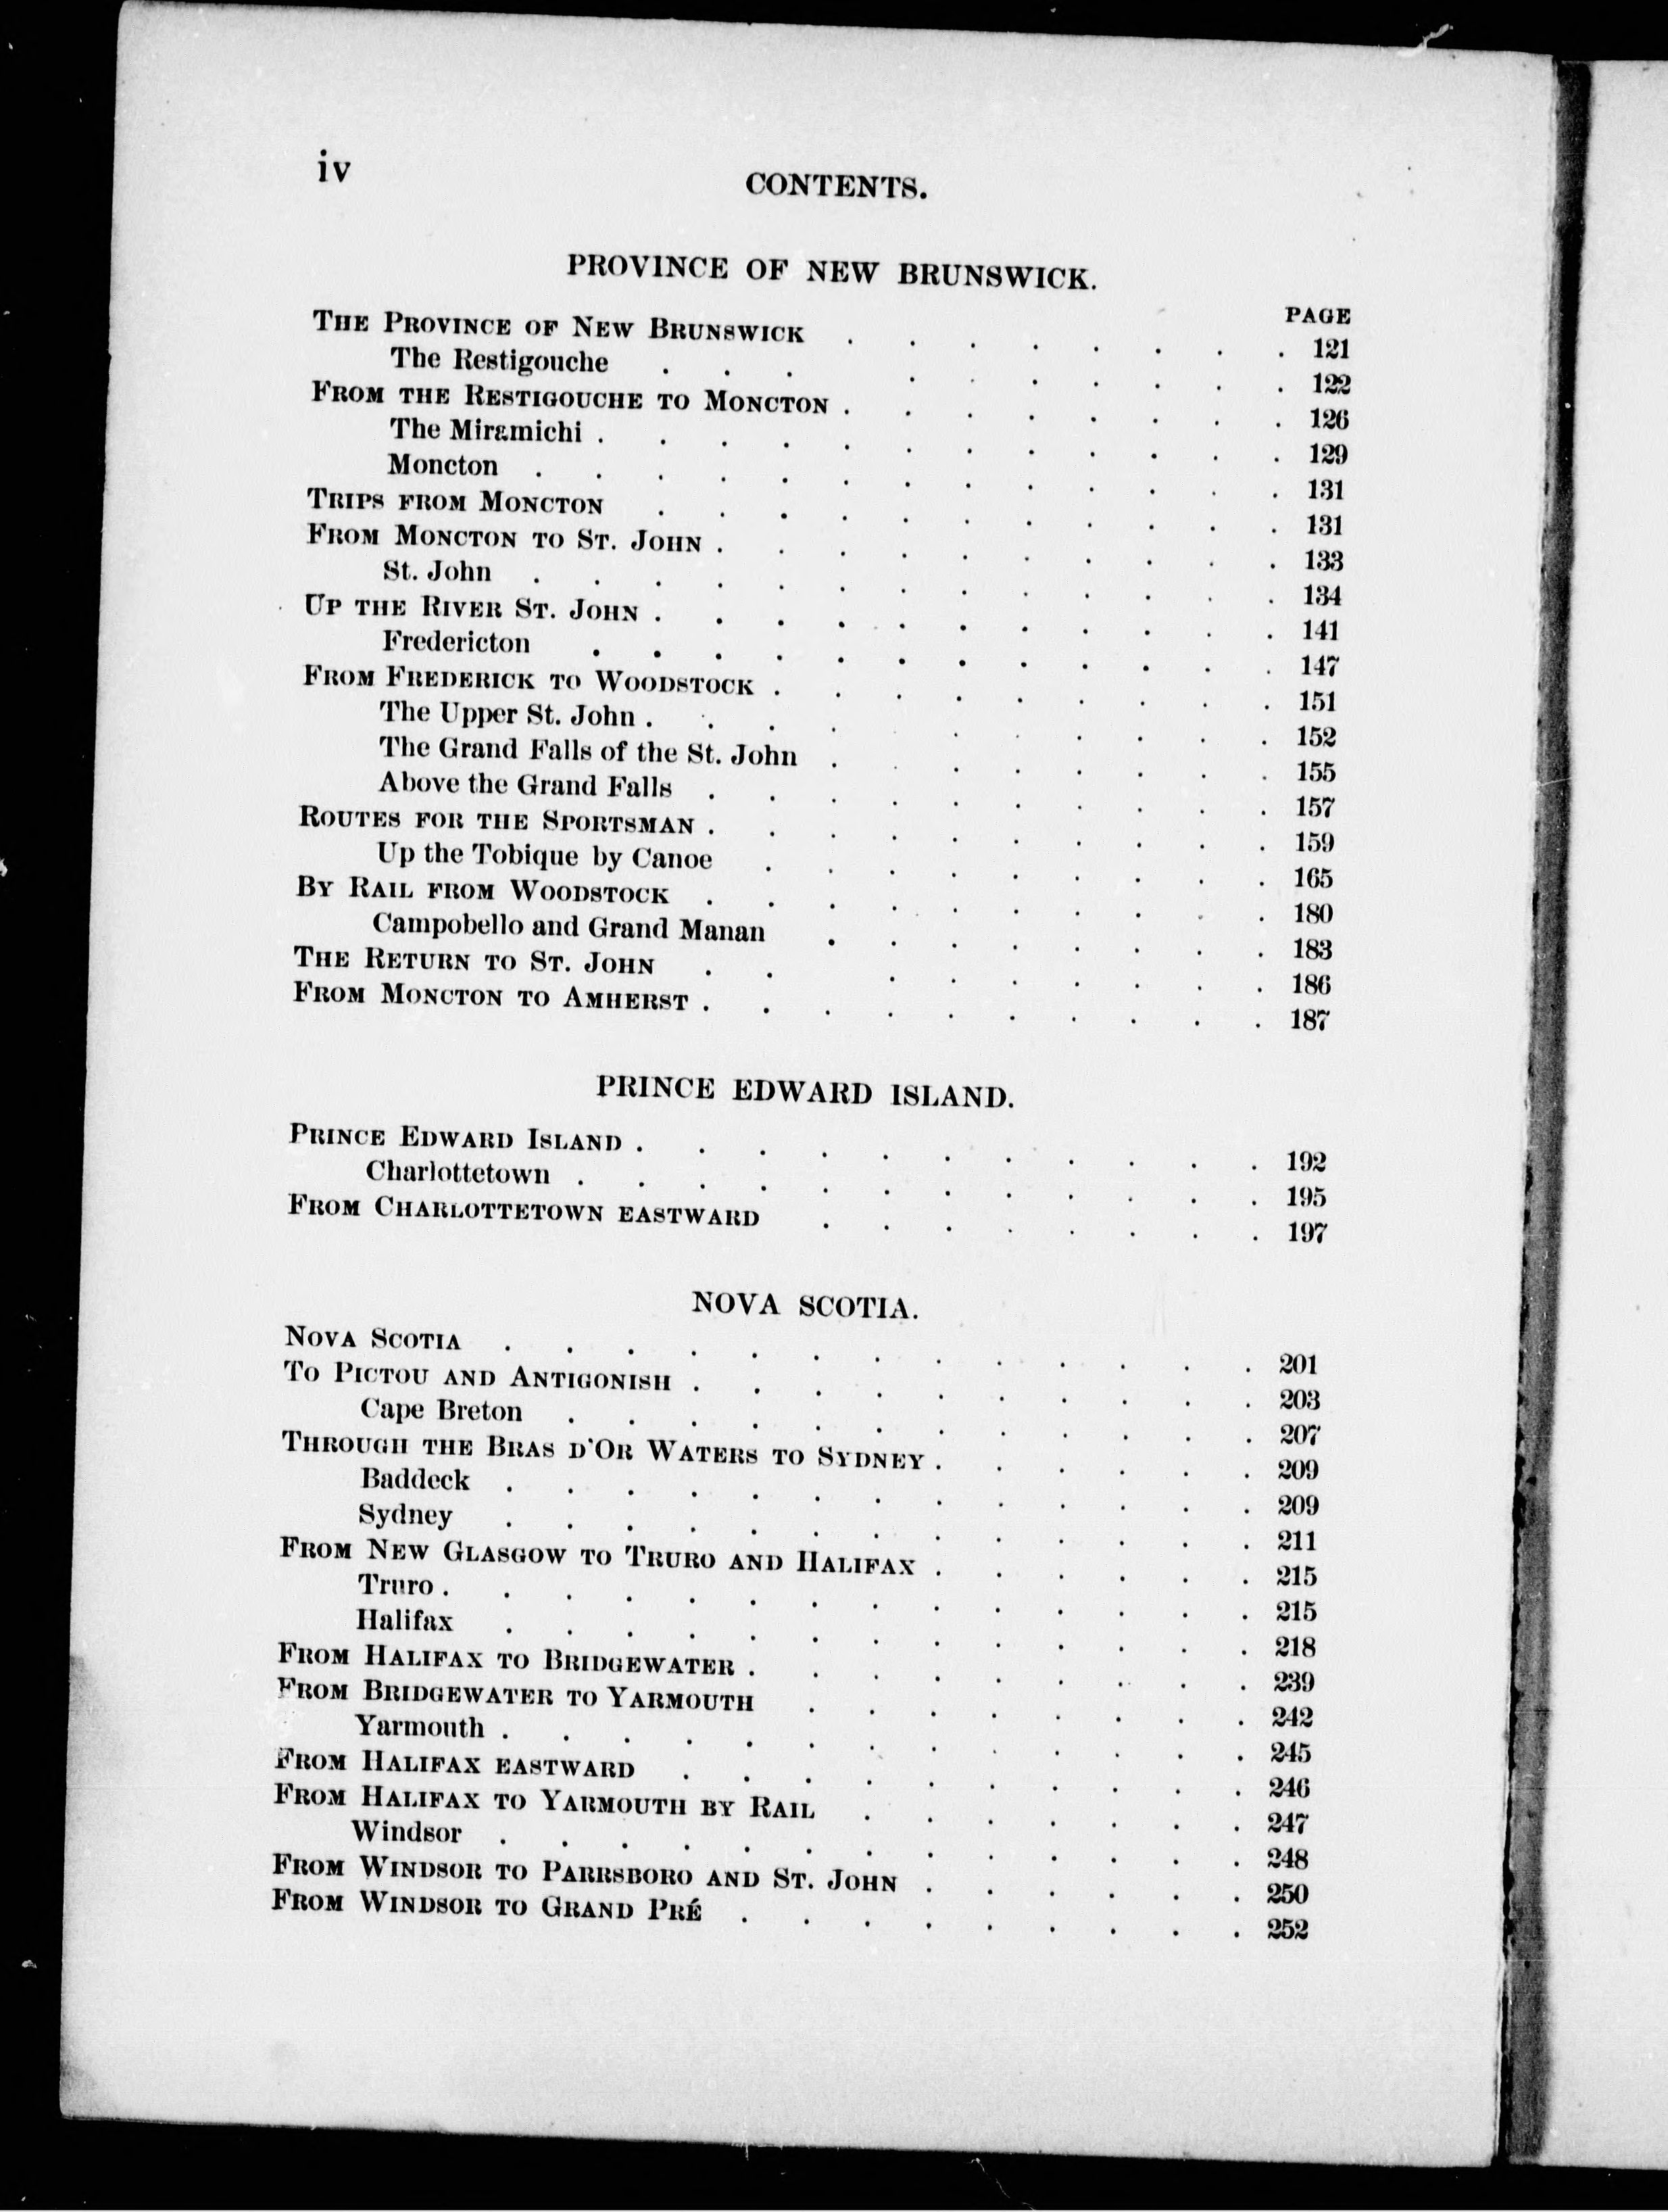 iv
CONTENTS.
PROVINCE OF NEW BRUNSWICK.
PAGE
THE PROVINCE OF NEW BRUNSWICK . . . . . . . . 121
The Restigouche . . . . . . . . . . 122
FROM THE RESTIGOUCHE TO MONCTON . . . . . . . . 126
The Miramichi . . . . . . . . . . . . 129
Moncton . . . . . . . . . . . . . 131
TRIPS FROM MONCTON . . . . . . . . . . . 131
FROM MONCTON TO ST. JOHN . . . . . . . . . . 133
St. John . . . . . . . . . . . . . 134
UP THE RIVER ST. JOHN . . . . . . . . . . . 141
Fredericton . . . . . . . . . . . . 147
FROM FREDERICK TO WOODSTOCK . . . . . . . . . 151
The Upper St. John . . . . . . . . . . . 152
The Grand Falls of the St. John . . . . . . . . 155
Above the Grand Falls . . . . . . . . . . 157
ROUTES FOR THE SPORTSMAN . . . . . . . . . . 159
Up the Tobique by Canoe . . . . . . . . . 165
BY RAIL FROM WOODSTOCK . . . . . . . . . . 180
Campobello and Grand Manan . . . . . . . . 183
THE RETURN TO ST. JOHN . . . . . . . . . 186
FROM MONCTON TO AMHERST . . . . . . . . . . 187
PRINCE EDWARD ISLAND.
PRINCE EDWARD ISLAND . . . . . . . . . . . 192
Charlottetown . . . . . . . . . . . . 195
FROM CHARLOTTETOWN EASTWARD . . . . . . . . 197
NOVA SCOTIA.
NOVA SCOTIA . . . . . . . . . . . . . 201
TO PICTOU AND ANTIGONISH . . . . . . . . . . 203
Cape Breton . . . . . . . . . . . . 207
THROUGH THE BRAS D'OR WATERS TO SYDNEY . . . . . . 209
Baddeck . . . . . . . . . . . . . 209
Sydney . . . . . . . . . . . . . 211
FROM NEW GLASGOW TO TRURO AND HALIFAX . . . . . . 215
Truro . . . . . . . . . . . . . . 215
Halifax . . . . . . . . . . . . . 218
FROM HALIFAX TO BRIDGEWATER . . . . . . . . . 239
FROM BRIDGEWATER TO YARMOUTH . . . . . . . . 242
Yarmouth . . . . . . . . . . . . . 245
FROM HALIFAX EASTWARD . . . . . . . . . . 246
FROM HALIFAX TO YARMOUTH BY RAIL . . . . . . . 247
Windsor . . . . . . . . . . . . . 248
FROM WINDSOR TO PARRSBORO AND ST. JOHN . . . . . . 250
FROM WINDSOR TO GRAND PRÉ . . . . . . . . . 252